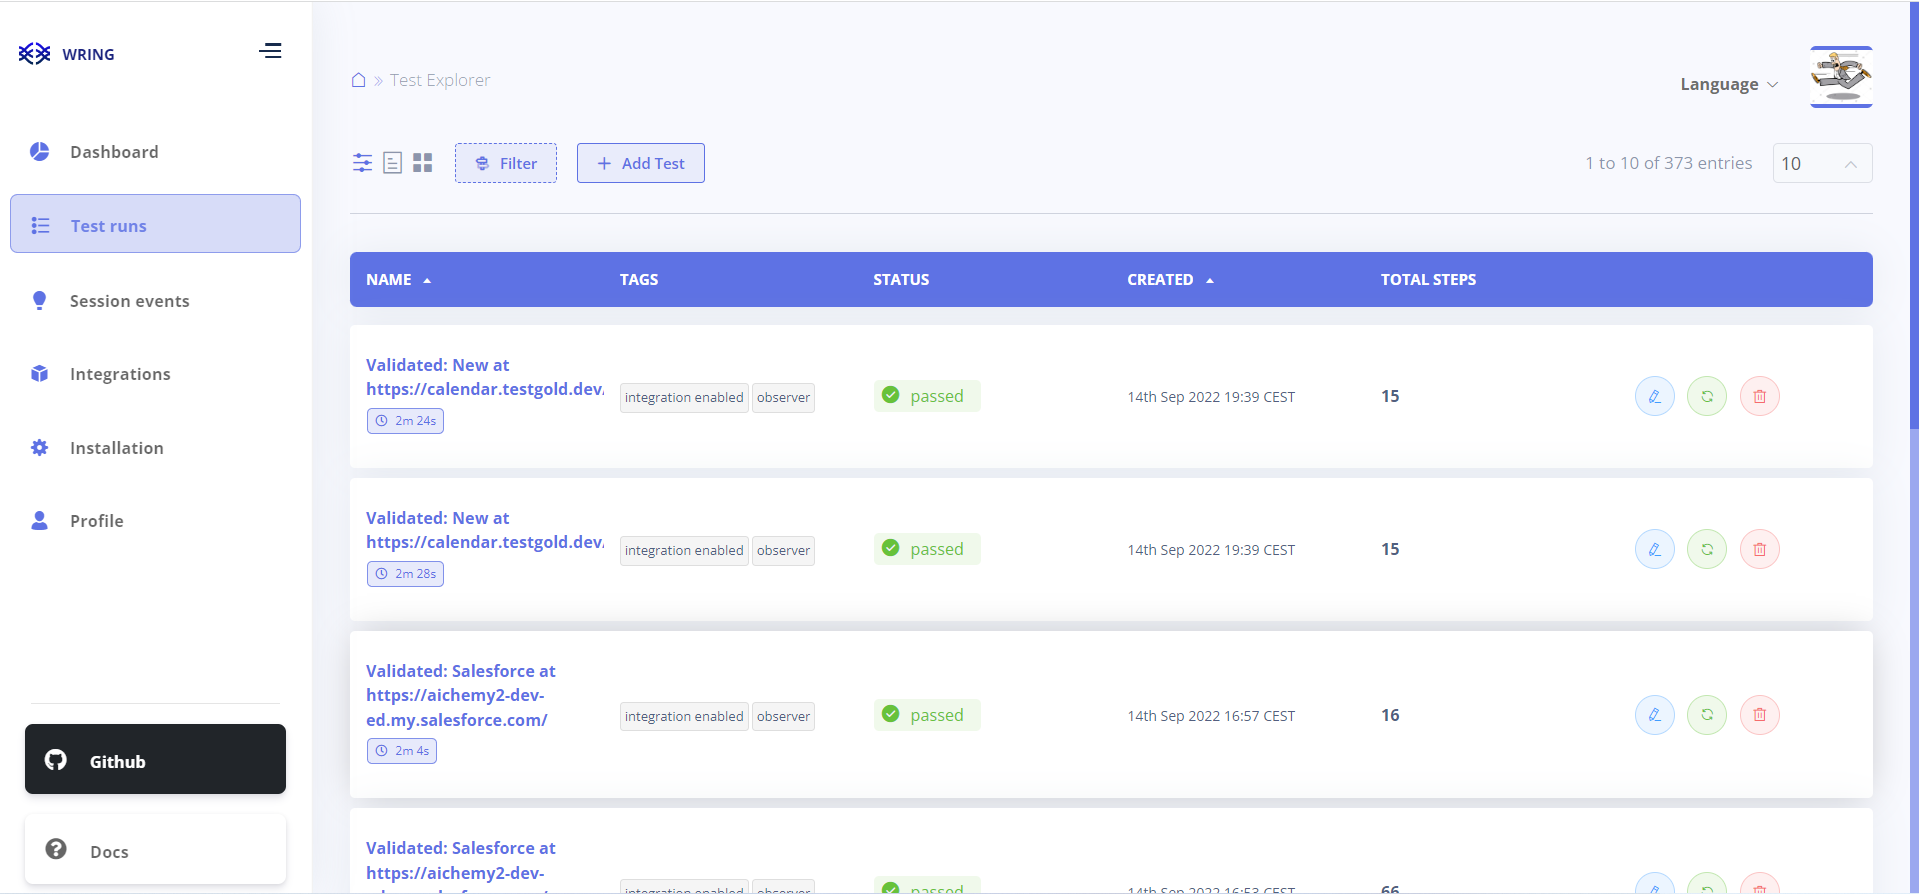 WRING
Dashboard
Test runs
Session events
Integrations
Installation
Profile
Github
Docs
» Test Explorer
Language
Filter
+ Add Test
1 to 10 of 373 entries
10
NAME TAGS STATUS CREATED TOTAL STEPS
Validated: New at
https://calendar.testgold.dev/
2m 24s
integration enabled observer
passed
14th Sep 2022 19:39 CEST
15
Validated: New at
https://calendar.testgold.dev/
2m 28s
integration enabled observer
passed
14th Sep 2022 19:39 CEST
15
Validated: Salesforce at
https://aichemy2-dev-
ed.my.salesforce.com/
2m 4s
integration enabled observer
passed
14th Sep 2022 16:57 CEST
16
Validated: Salesforce at
https://aichemy2-dev-
integration enabled observer
passed
14th Sep 2022 16:53 CEST
66